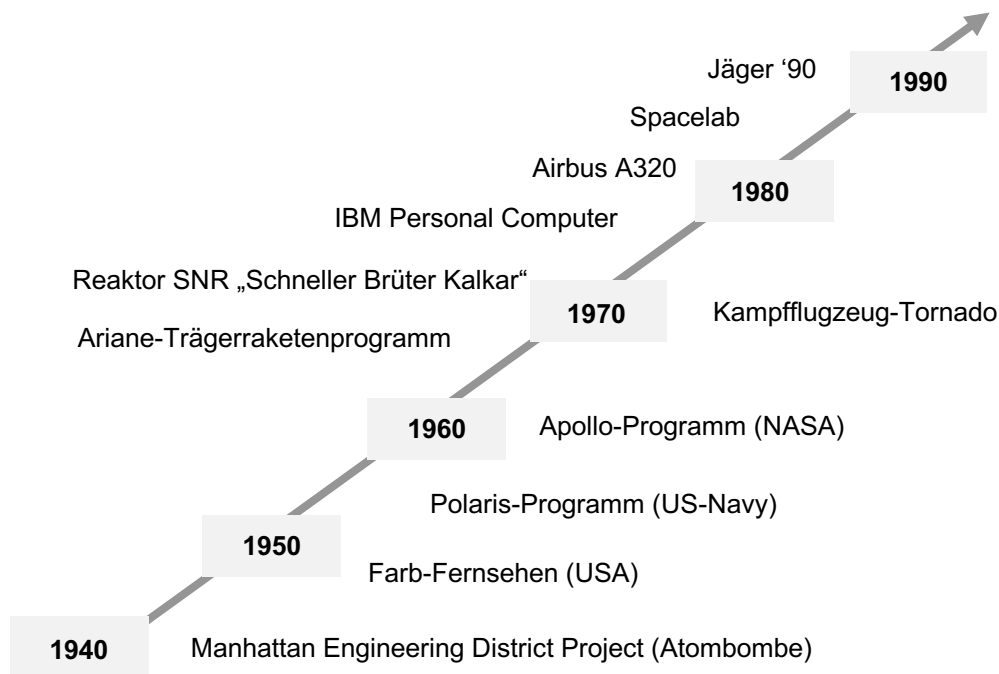 Jäger ‘90
1990
Spacelab
Airbus A320
1980
IBM Personal Computer
Reaktor SNR „Schneller Brüter Kalkar“
1970
Kampfflugzeug-Tornado
Ariane-Trägerraketenprogramm
1960
Apollo-Programm (NASA)
Polaris-Programm (US-Navy)
1950
Farb-Fernsehen (USA)
1940
Manhattan Engineering District Project (Atombombe)